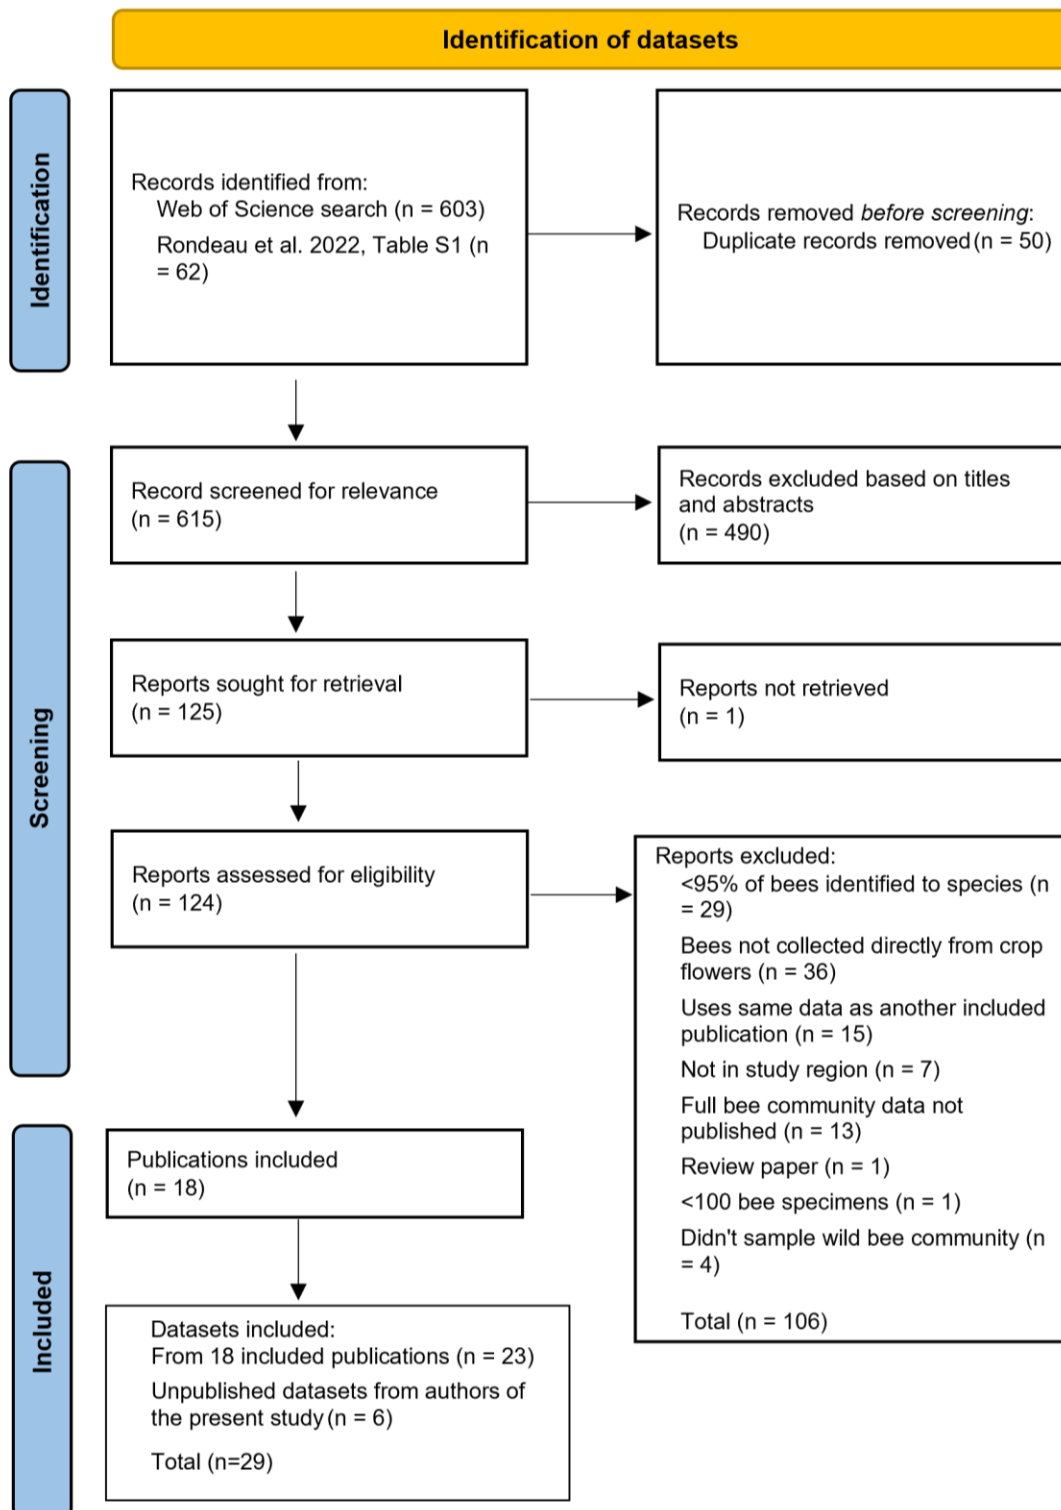 Identification of datasets
Identification
Records identified from:
Web of Science search (n = 603)
Rondeau et al. 2022, Table S1 (n
= 62)
Records removed before screening:
Duplicate records removed (n = 50)
Screening
Record screened for relevance
(n = 615)
Records excluded based on titles
and abstracts
(n = 490)
Reports sought for retrieval
(n = 125)
Reports not retrieved
(n = 1)
Reports assessed for eligibility
(n = 124)
Reports excluded:
<95% of bees identified to species (n
= 29)
Bees not collected directly from crop
flowers (n = 36)
Uses same data as another included
publication (n = 15)
Not in study region (n = 7)
Full bee community data not
published (n = 13)
Review paper (n = 1)
<100 bee specimens (n = 1)
Didn't sample wild bee community (n
= 4)
Total (n = 106)
Included
Publications included
(n = 18)
Datasets included:
From 18 included publications (n = 23)
Unpublished datasets from authors of
the present study (n = 6)
Total (n=29)